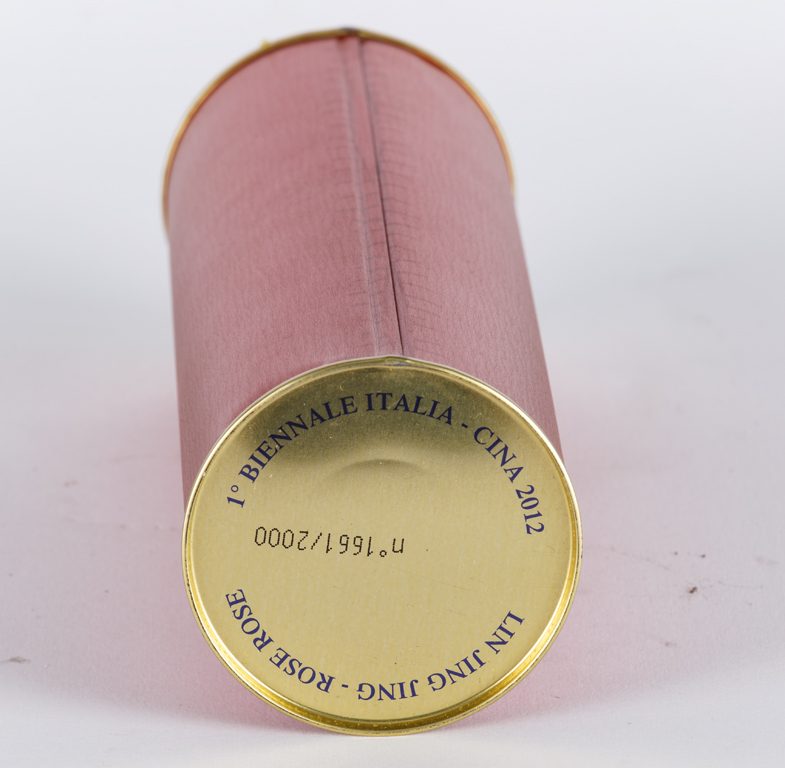 1° BIENNALE ITALIA - CINA 2012
n°1661/2000
LIN JING JING - ROSE ROSE